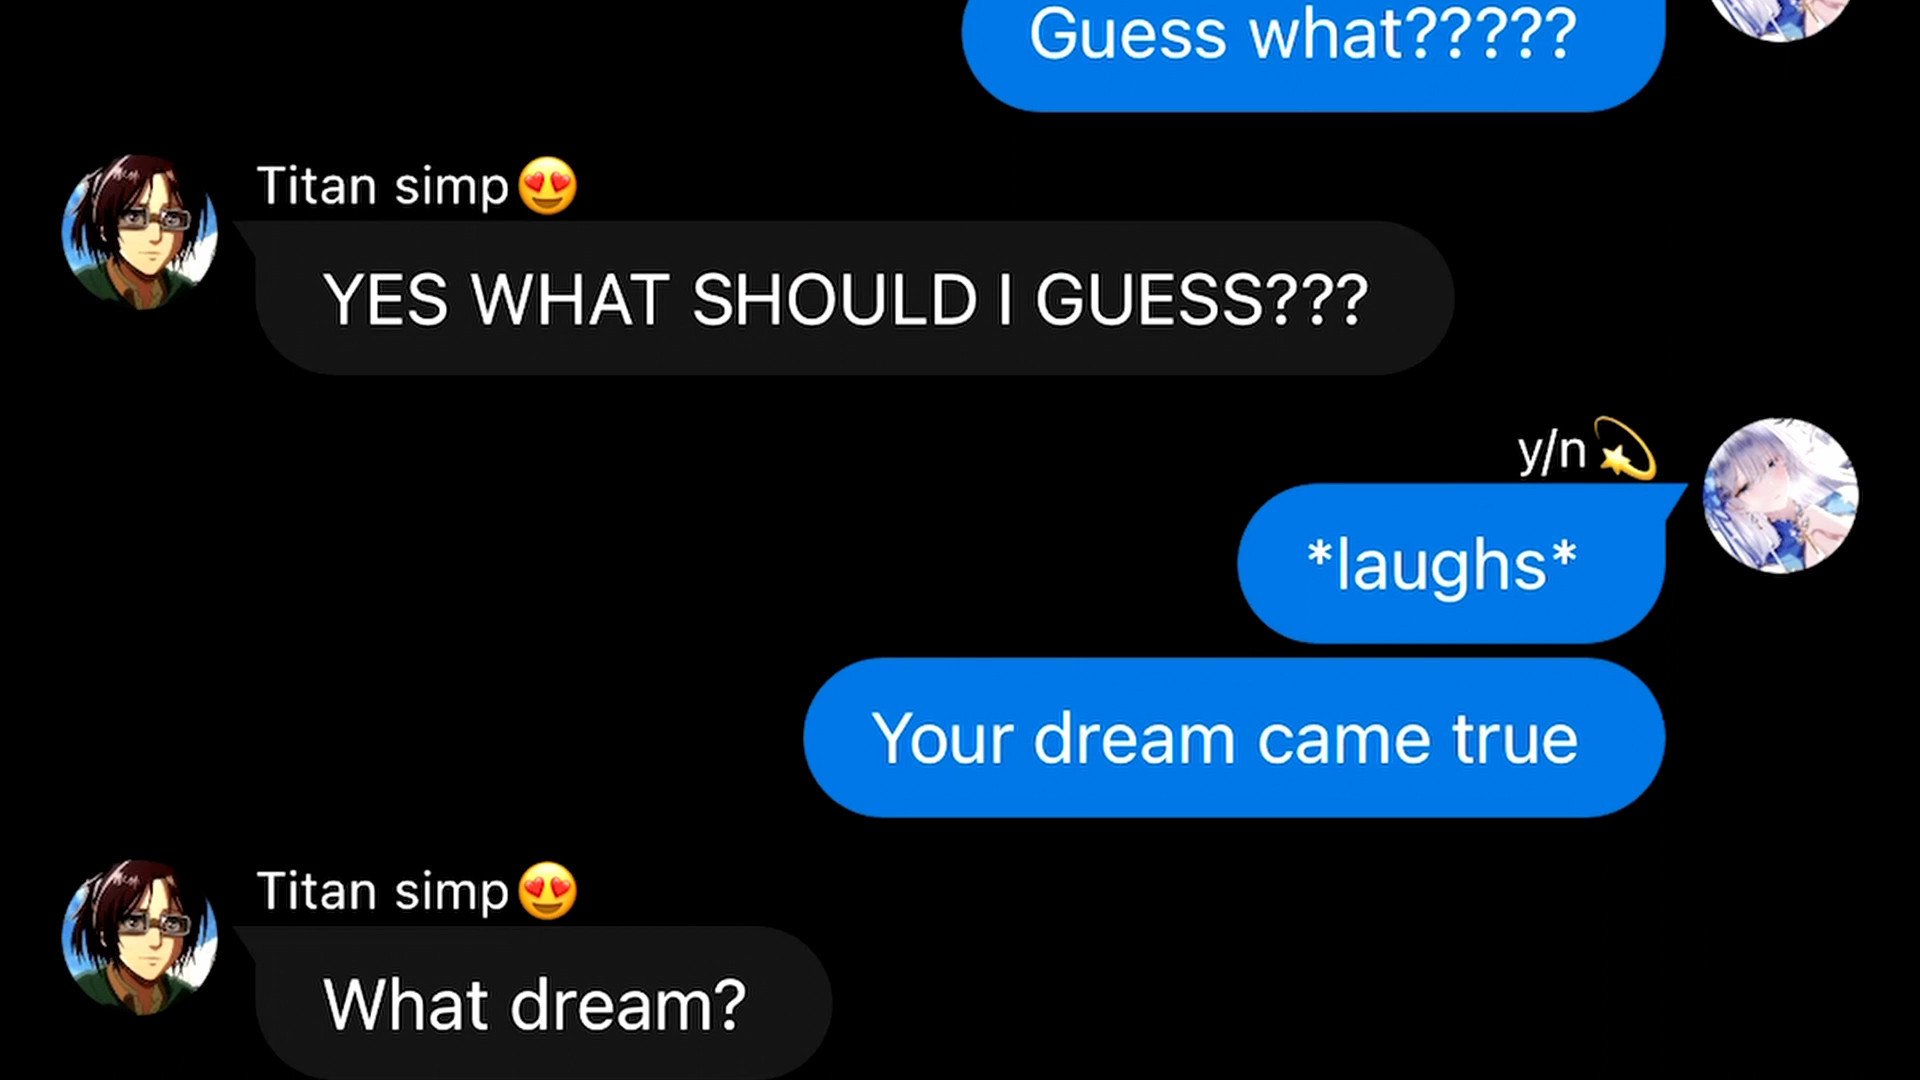 Guess what?????
Titan simp😍
YES WHAT SHOULD I GUESS???
y/n💫
*laughs*
Your dream came true
Titan simp😍
What dream?